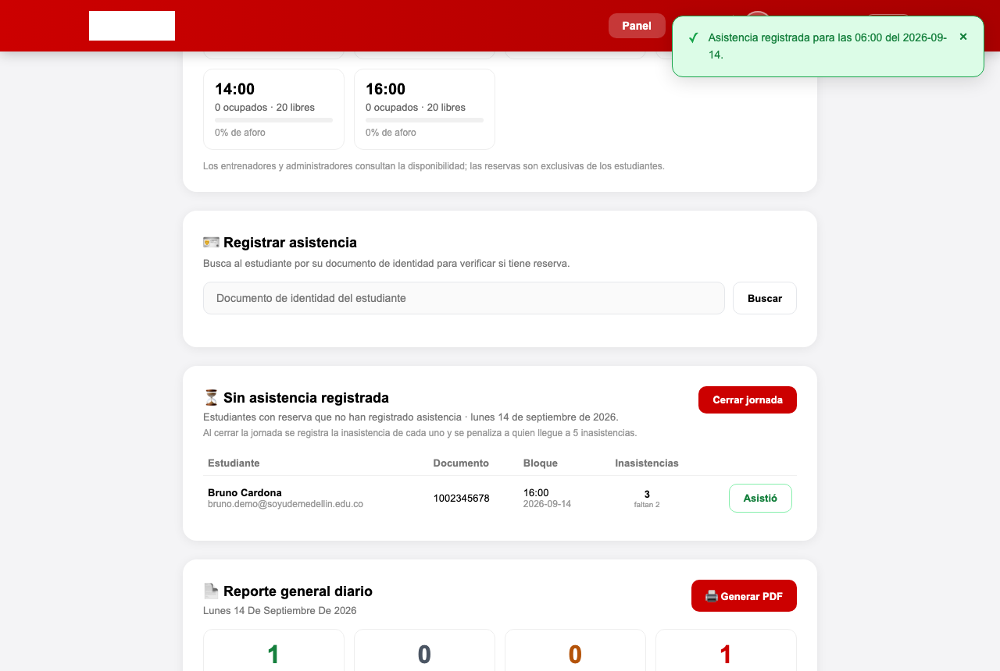 Panel
Asistencia registrada para las 06:00 del 2026-09-
14.
14:00
0 ocupados · 20 libres
0% de aforo
16:00
0 ocupados · 20 libres
0% de aforo
Los entrenadores y administradores consultan la disponibilidad; las reservas son exclusivas de los estudiantes.
Registrar asistencia
Busca al estudiante por su documento de identidad para verificar si tiene reserva.
Documento de identidad del estudiante
Buscar
Sin asistencia registrada
Cerrar jornada
Estudiantes con reserva que no han registrado asistencia · lunes 14 de septiembre de 2026.
Al cerrar la jornada se registra la inasistencia de cada uno y se penaliza a quien llegue a 5 inasistencias.
Estudiante Documento Bloque Inasistencias
Bruno Cardona 1002345678 16:00 3 Asistió
bruno.demo@soyudemedellin.edu.co 2026-09-14 faltan 2
Reporte general diario
Generar PDF
Lunes 14 De Septiembre De 2026
1 0 0 1